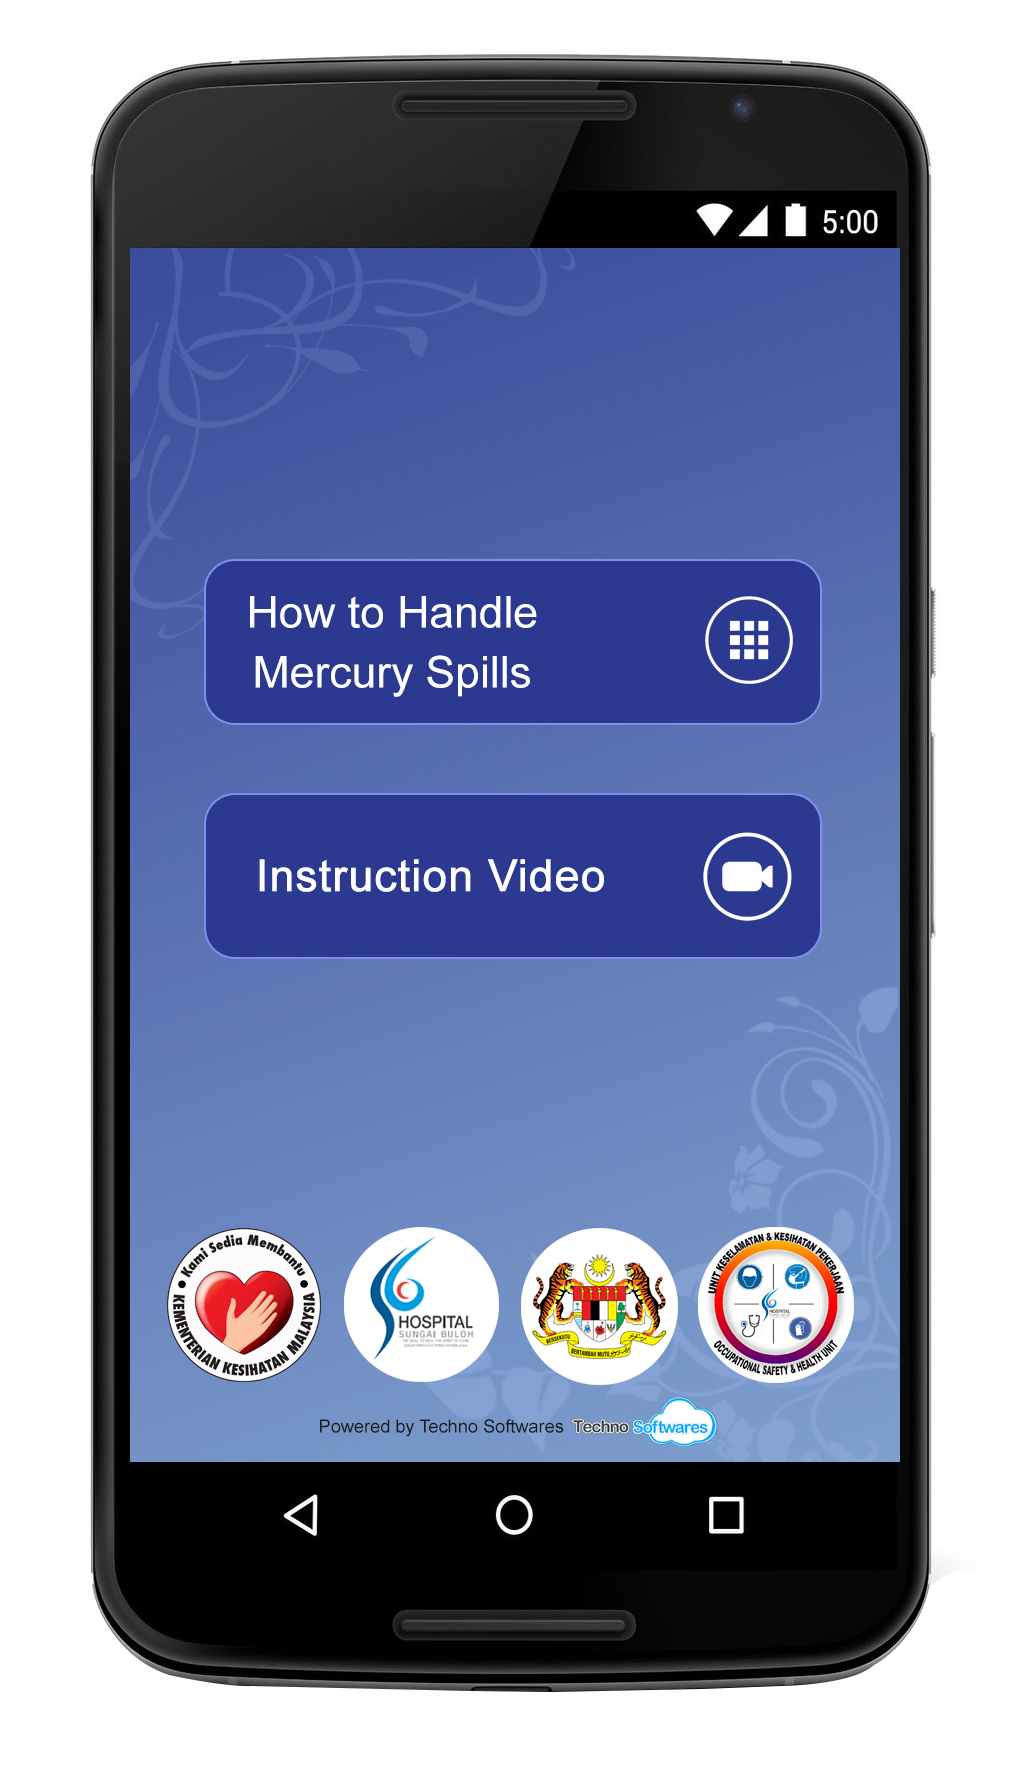 5:00
How to Handle
Mercury Spills
Instruction Video
Kami Sedia Membantu
KEMENTERIAN KESIHATAN MALAYSIA
HOSPITAL
SUNGAI BULOH
BERSEKUTU BERTAMBAH MUTU
UNIT KESELAMATAN & KESIHATAN PEKERJAAN
HOSPITAL
OCCUPATIONAL SAFETY & HEALTH UNIT
Powered by Techno Softwares Techno Softwares